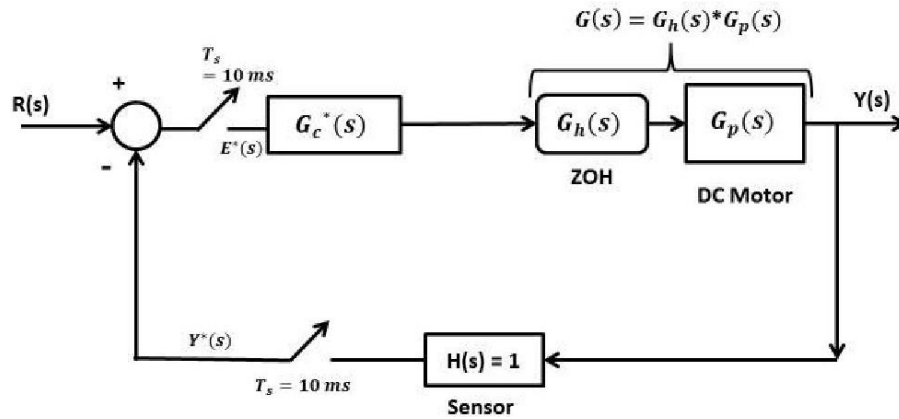 G(s) = G_h(s)*G_p(s)
T_s
= 10 ms
+
R(s)
Y(s)
G_c^*(s)
G_h(s)
G_p(s)
E^*(s)
-
ZOH
DC Motor
Y^*(s)
H(s) = 1
T_s = 10 ms
Sensor